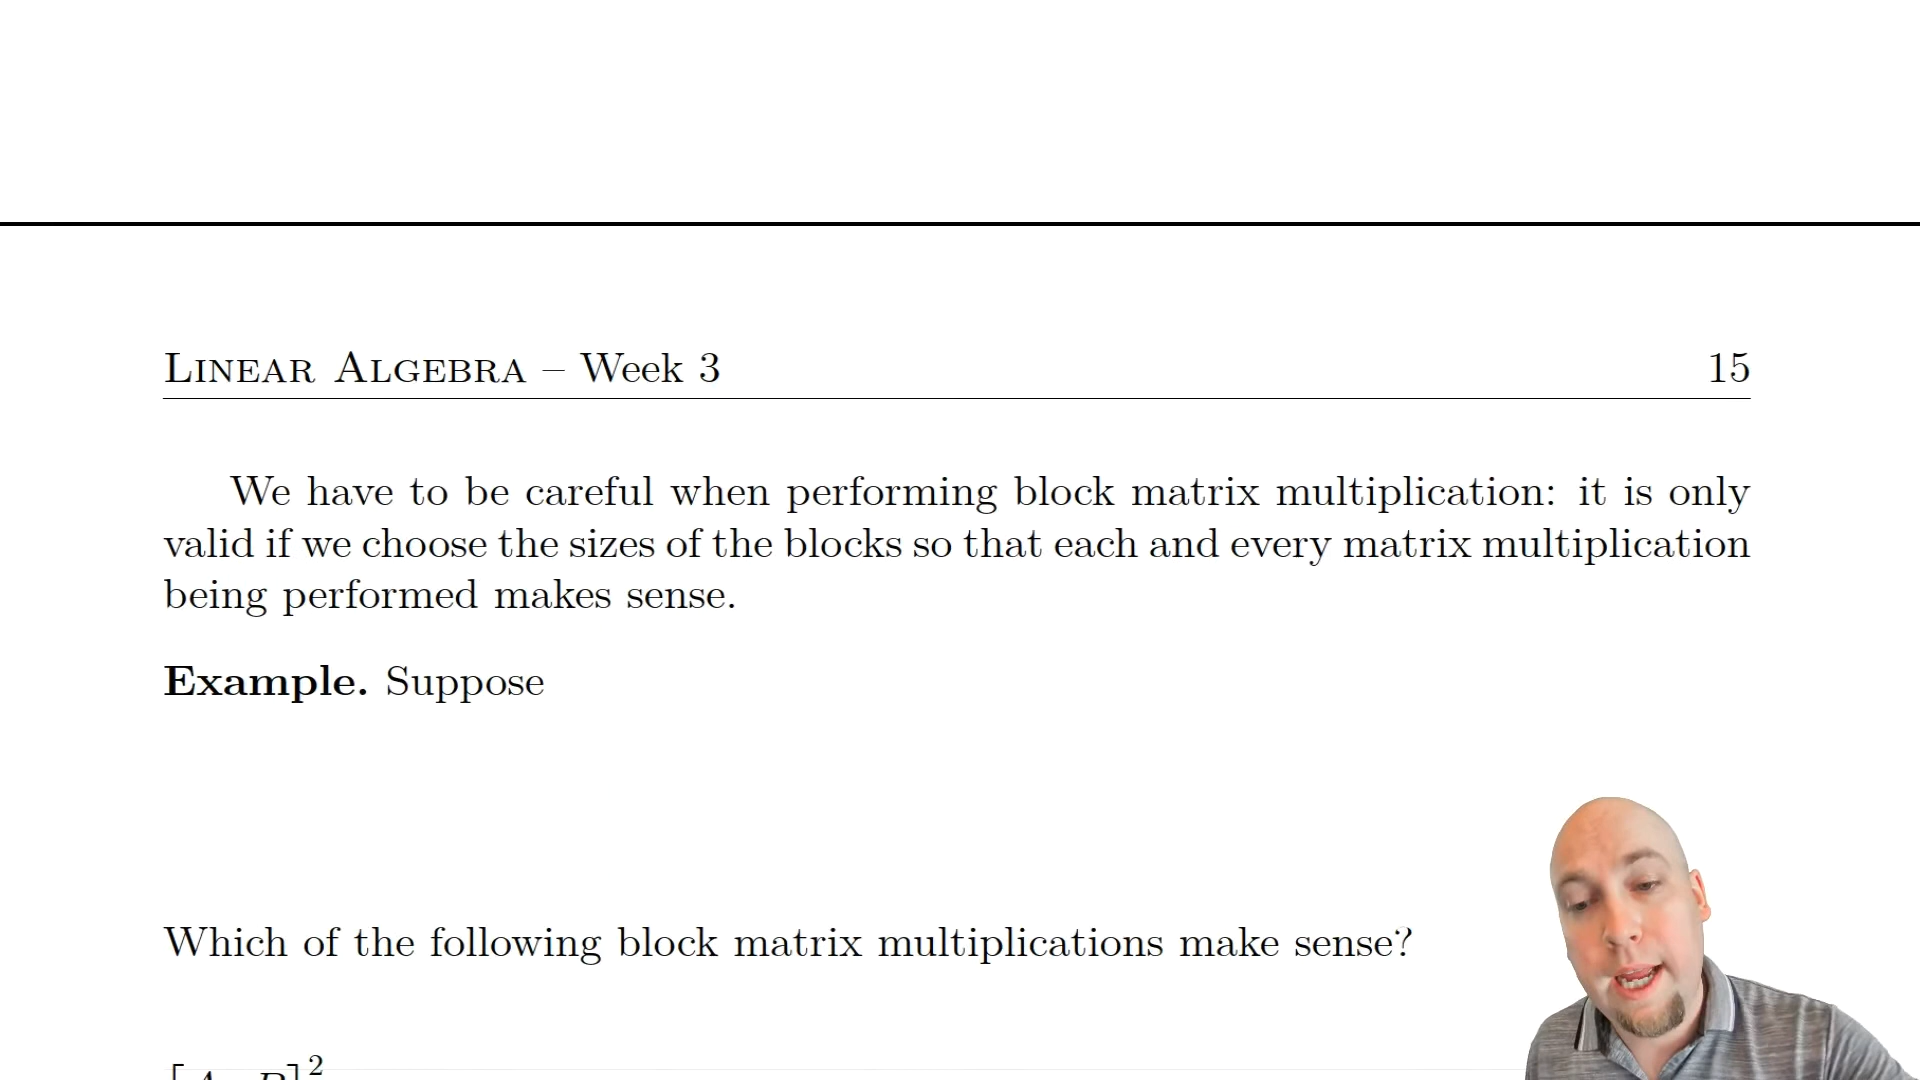 LINEAR ALGEBRA – Week 3 15
We have to be careful when performing block matrix multiplication: it is only
valid if we choose the sizes of the blocks so that each and every matrix multiplication
being performed makes sense.
Example. Suppose
Which of the following block matrix multiplications make sense?
[A B]²